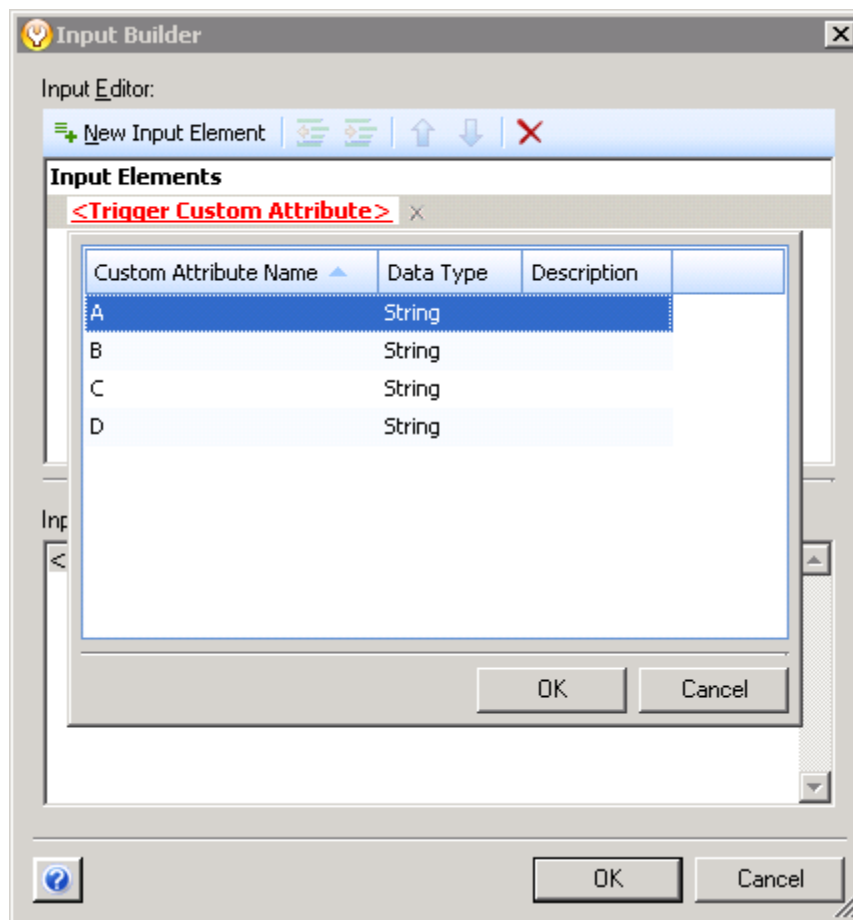 Input Builder
Input Editor:
New Input Element
Input Elements
<Trigger Custom Attribute>
Custom Attribute Name Data Type Description
A String
B String
C String
D String
Inp
<
OK Cancel
OK Cancel